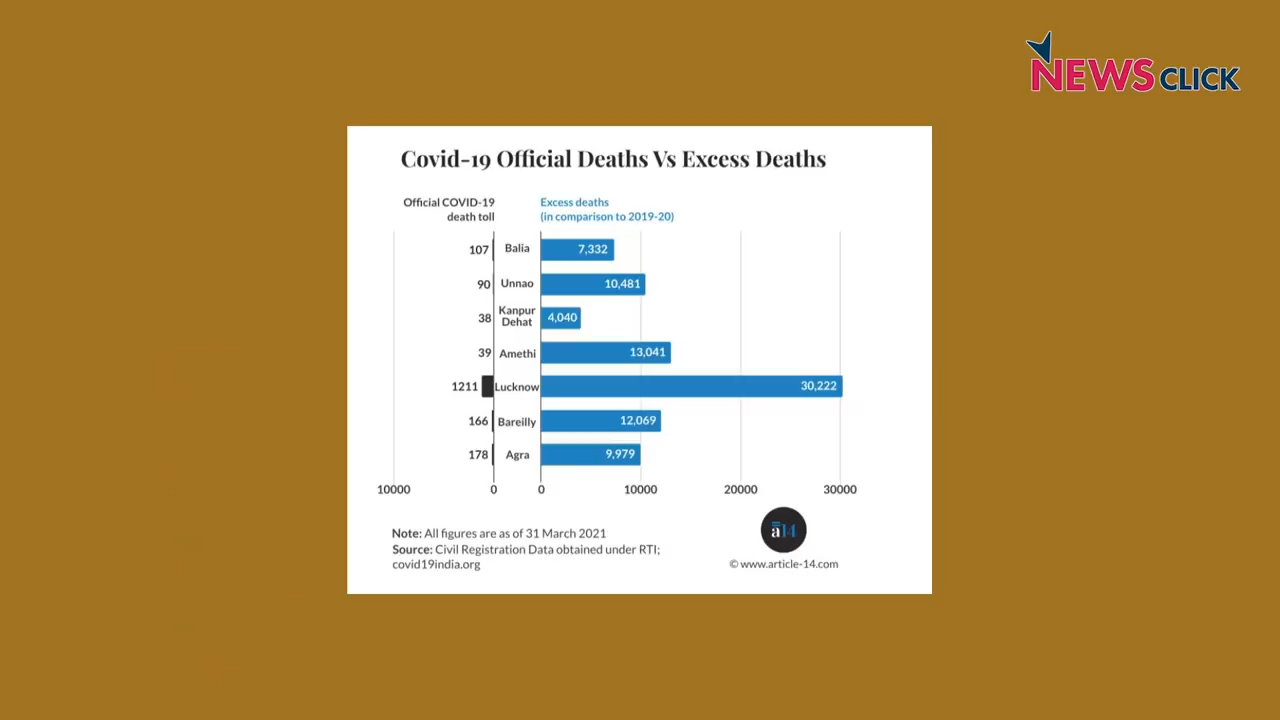 NEWSCLICK
Covid-19 Official Deaths Vs Excess Deaths
Official COVID-19
death toll
Excess deaths
(in comparison to 2019-20)
107 Balia 7,332
90 Unnao 10,481
38 Kanpur Dehat 4,040
39 Amethi 13,041
1211 Lucknow 30,222
166 Bareilly 12,069
178 Agra 9,979
10000 0 0 10000 20000 30000
Note: All figures are as of 31 March 2021
Source: Civil Registration Data obtained under RTI;
covid19india.org
a14
© www.article-14.com